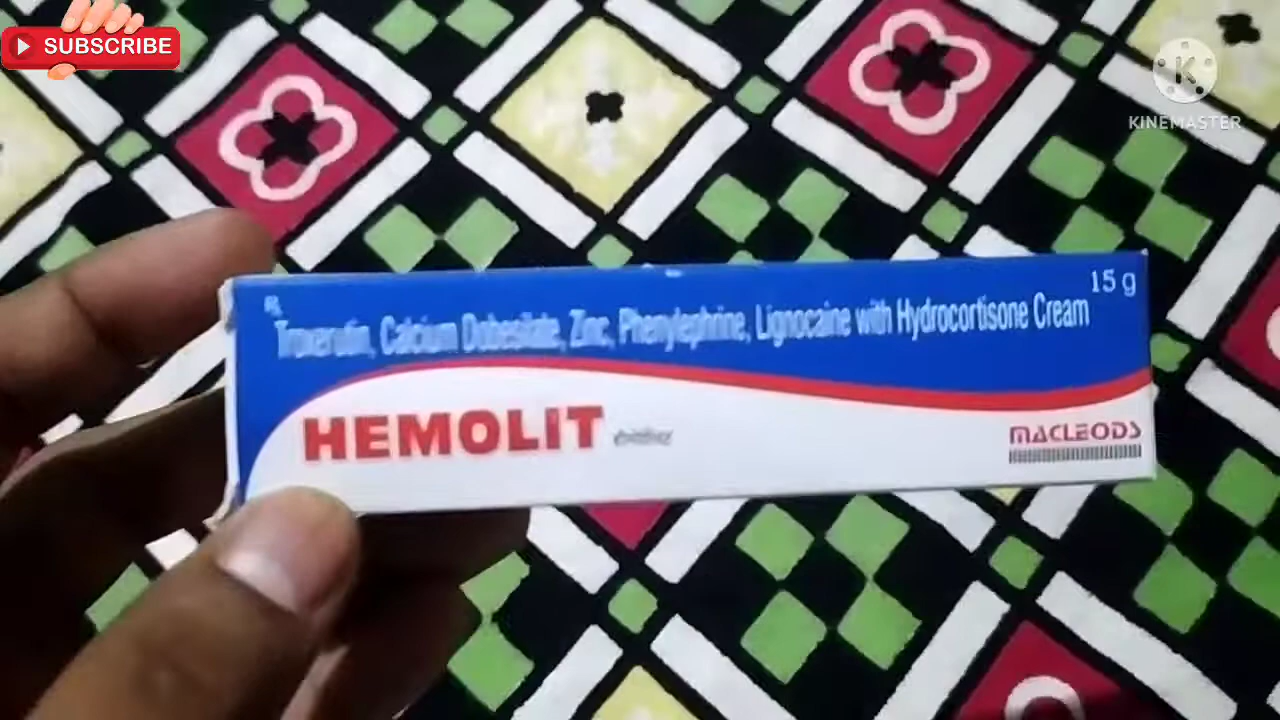 SUBSCRIBE
KINEMASTER
15 g
Troxerutin, Calcium Dobesilate, Zinc, Phenylephrine, Lignocaine with Hydrocortisone Cream
HEMOLIT
MACLEODS